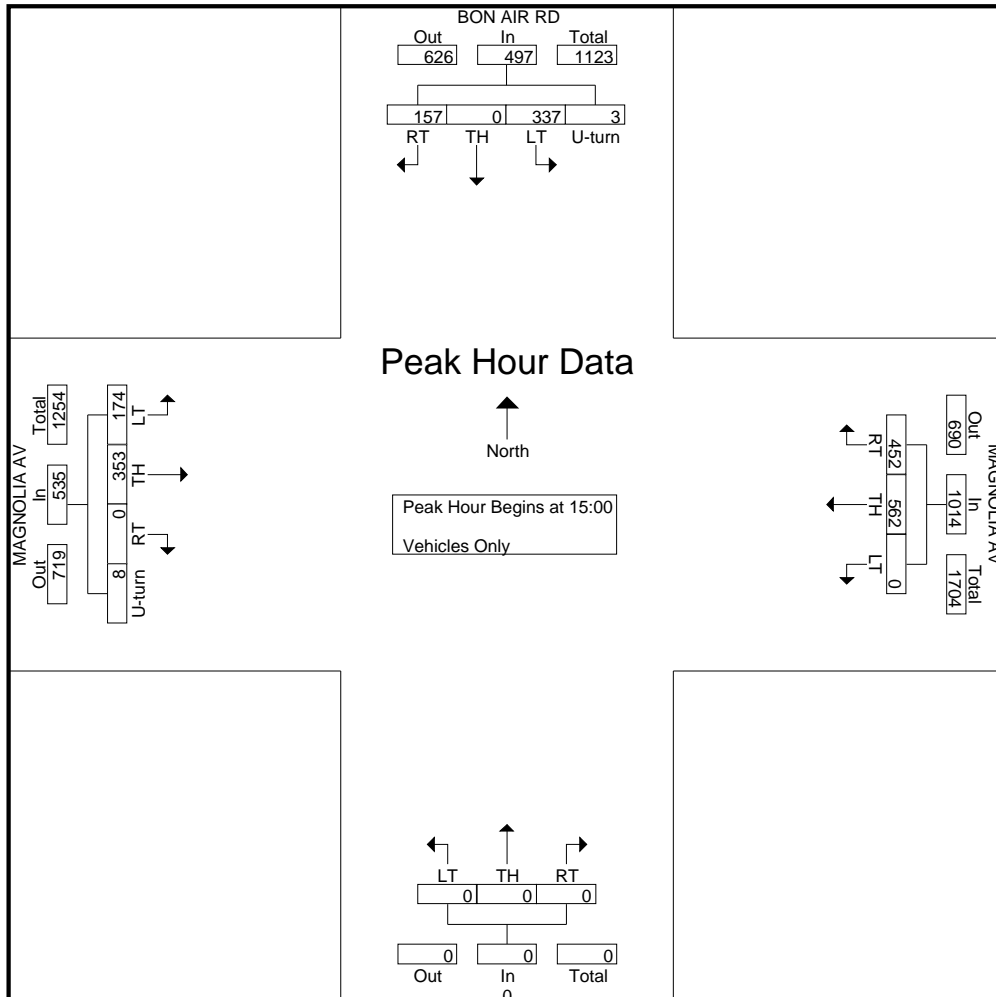 BON AIR RD
Out In Total
626 497 1123
157 0 337 3
RT TH LT U-turn
Peak Hour Data
North
Peak Hour Begins at 15:00
Vehicles Only
MAGNOLIA AV
Total In Out
1254 535 719
174 353 0 8
LT TH RT U-turn
MAGNOLIA AV
Out In Total
690 1014 1704
452 562 0
RT TH LT
LT TH RT
0 0 0
0 0 0
Out In Total
0